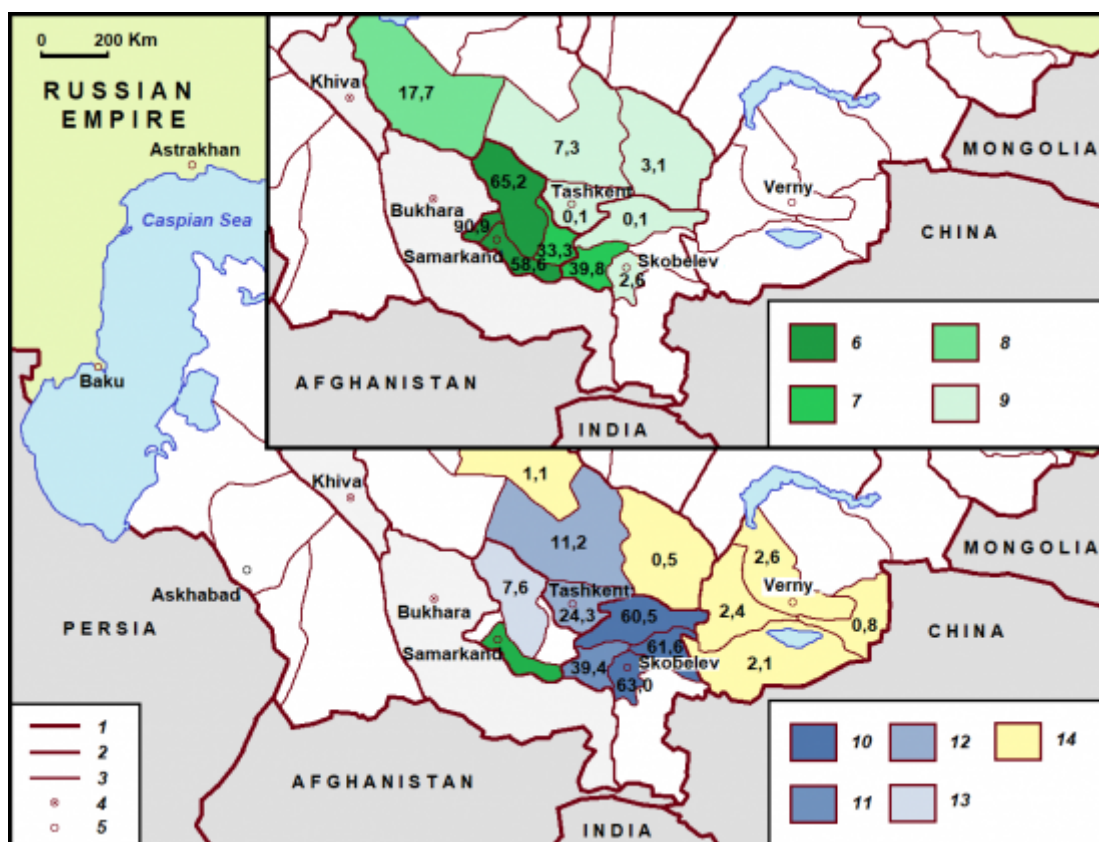 0 200 Km
RUSSIAN
EMPIRE
Astrakhan
Caspian Sea
Baku
Khiva
17,7
7,3
3,1
65,2
Tashkent
0,1
0,1
Bukhara
90,9
Samarkand
58,6
33,3
39,8
Skobelev
2,6
Verny
MONGOLIA
CHINA
AFGHANISTAN
INDIA
6
8
7
9
Khiva
1,1
11,2
0,5
2,6
Verny
MONGOLIA
Askhabad
Bukhara
7,6
Tashkent
24,3
60,5
2,4
0,8
CHINA
PERSIA
Samarkand
61,6
39,4
Skobelev
63,0
2,1
AFGHANISTAN
INDIA
1
2
3
4
5
10
12
14
11
13